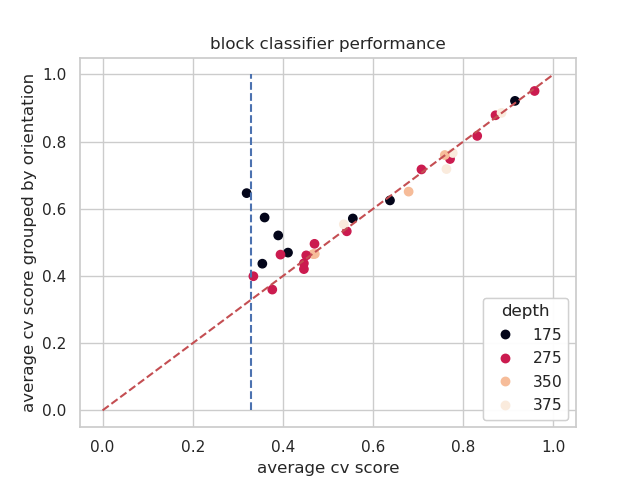 block classifier performance
average cv score grouped by orientation
1.0
0.8
0.6
0.4
0.2
0.0
depth
175
275
350
375
0.0 0.2 0.4 0.6 0.8 1.0
average cv score